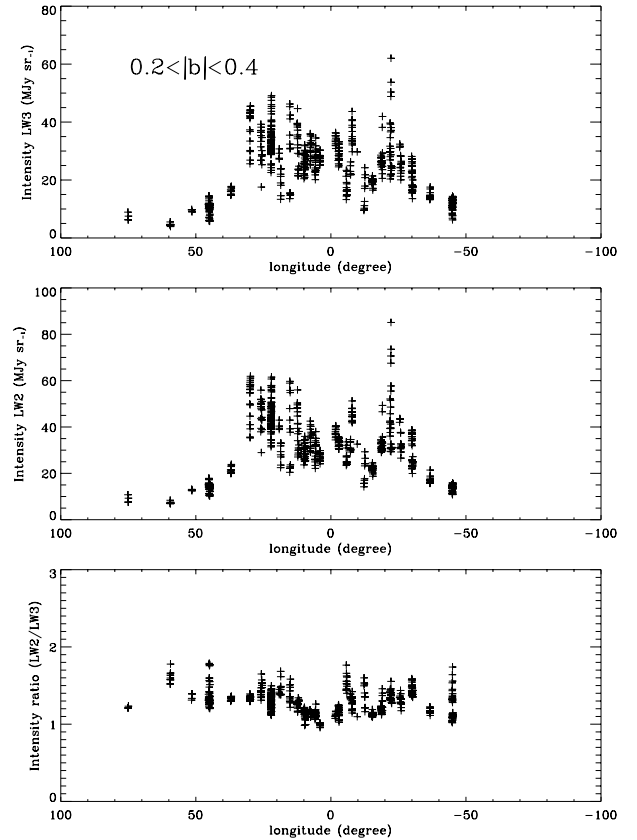 80
60
40
20
0
Intensity LW3 (MJy sr-1)
0.2<|b|<0.4
100 50 0 -50 -100
longitude (degree)
100
80
60
40
20
0
Intensity LW2 (MJy sr-1)
100 50 0 -50 -100
longitude (degree)
3
2
1
0
Intensity ratio (LW2/LW3)
100 50 0 -50 -100
longitude (degree)